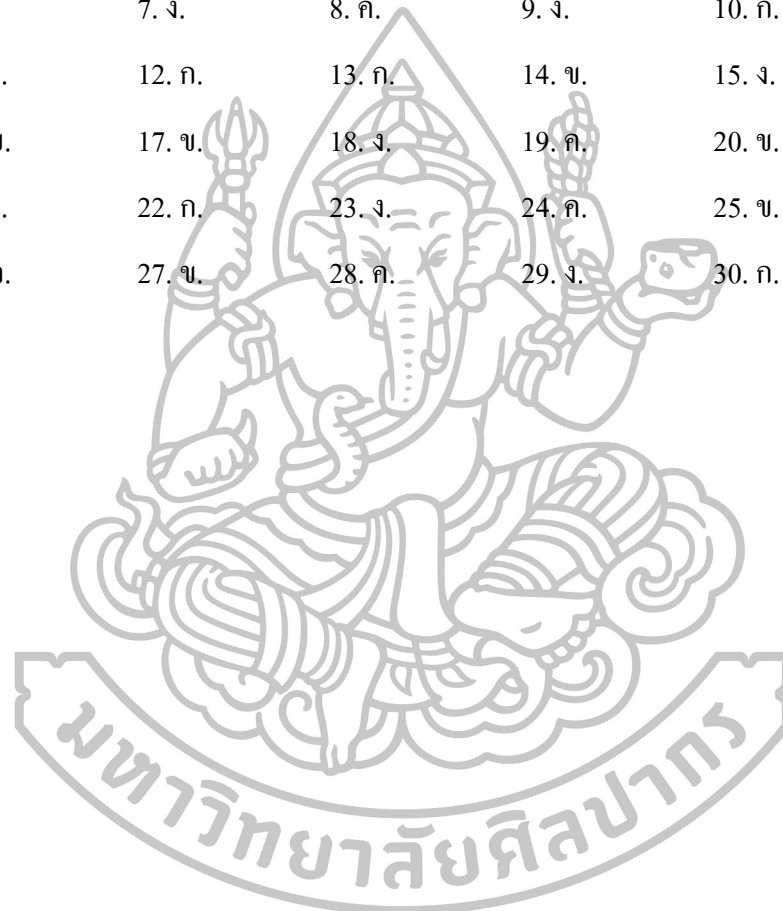 7. ง. 8. ค. 9. ง. 10. ก.
12. ก. 13. ก. 14. ข. 15. ง.
17. ข. 18. ง. 19. ค. 20. ข.
22. ก. 23. ง. 24. ค. 25. ข.
27. ข. 28. ค. 29. ง. 30. ก.
มหาวิทยาลัยศิลปากร